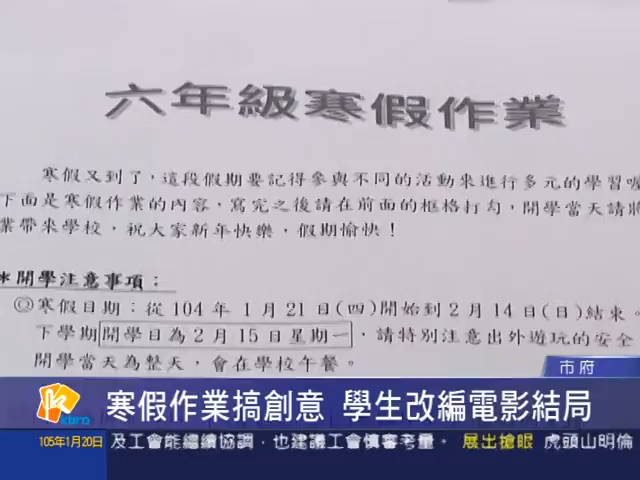 六年級寒假作業
寒假又到了，這段假期要記得參與不同的活動來進行多元的學習喔
下面是寒假作業的內容，寫完之後請在前面的框格打勾，開學當天請將
業帶來學校，祝大家新年快樂，假期愉快！
*開學注意事項：
◎寒假日期：從 104 年 1 月 21 日(四)開始到 2 月 14 日(日)結束。
下學期開學日為 2 月 15 日星期一，請特別注意出外遊玩的安全
開學當天為整天，會在學校午餐。
市府
寒假作業搞創意 學生改編電影結局
kbro
105年1月20日 及工會能繼續協調，也建議工會慎審考量。 展出搶眼 虎頭山明倫